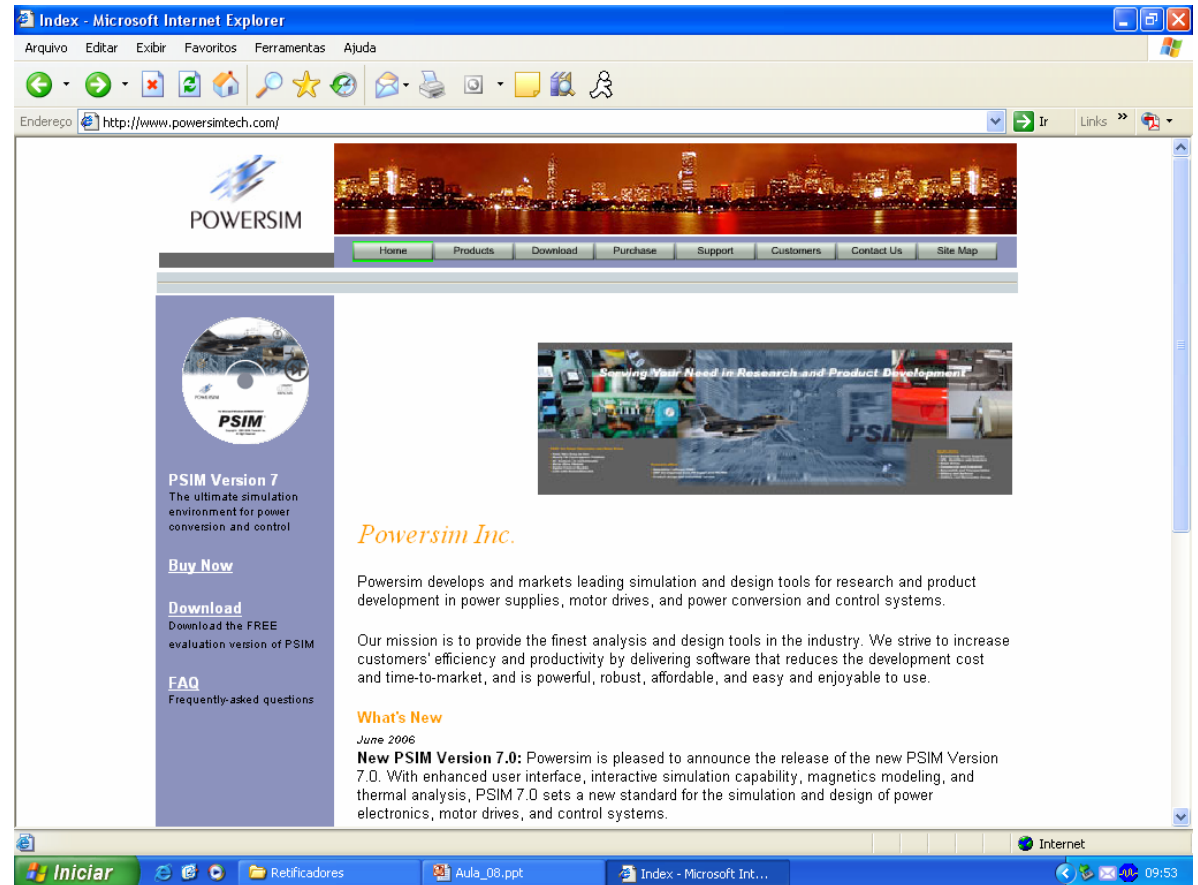 Index - Microsoft Internet Explorer
Arquivo Editar Exibir Favoritos Ferramentas Ajuda
Endereço http://www.powersimtech.com/ Ir Links »
POWERSIM
Home Products Download Purchase Support Customers Contact Us Site Map
Serving Your Need in Research and Product Development
PSIM
POWERSIM
PSIM
PSIM Version 7
The ultimate simulation
environment for power
conversion and control
Buy Now
Download
Download the FREE
evaluation version of PSIM
FAQ
Frequently-asked questions
Powersim Inc.
Powersim develops and markets leading simulation and design tools for research and product
development in power supplies, motor drives, and power conversion and control systems.
Our mission is to provide the finest analysis and design tools in the industry. We strive to increase
customers' efficiency and productivity by delivering software that reduces the development cost
and time-to-market, and is powerful, robust, affordable, and easy and enjoyable to use.
What's New
June 2006
New PSIM Version 7.0: Powersim is pleased to announce the release of the new PSIM Version
7.0. With enhanced user interface, interactive simulation capability, magnetics modeling, and
thermal analysis, PSIM 7.0 sets a new standard for the simulation and design of power
electronics, motor drives, and control systems.
Internet
Iniciar Retificadores Aula_08.ppt Index - Microsoft Int... 09:53